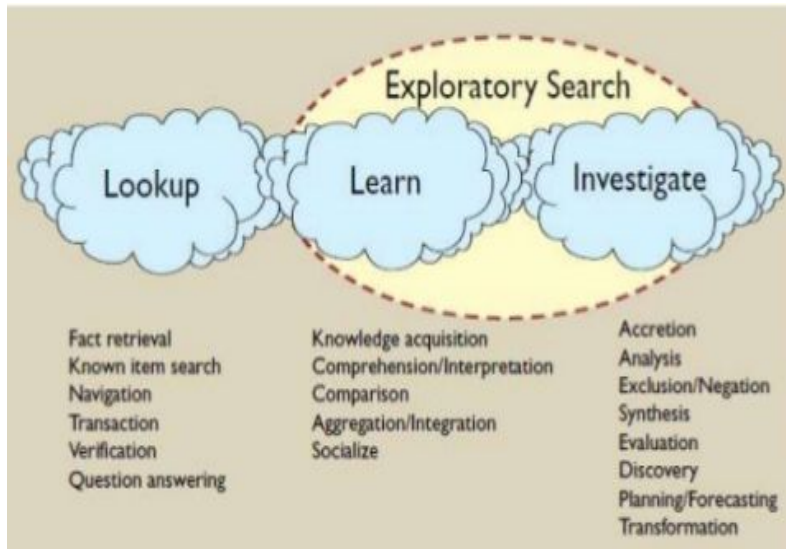 Exploratory Search
Lookup
Learn
Investigate
Fact retrieval
Known item search
Navigation
Transaction
Verification
Question answering
Knowledge acquisition
Comprehension/Interpretation
Comparison
Aggregation/Integration
Socialize
Accretion
Analysis
Exclusion/Negation
Synthesis
Evaluation
Discovery
Planning/Forecasting
Transformation